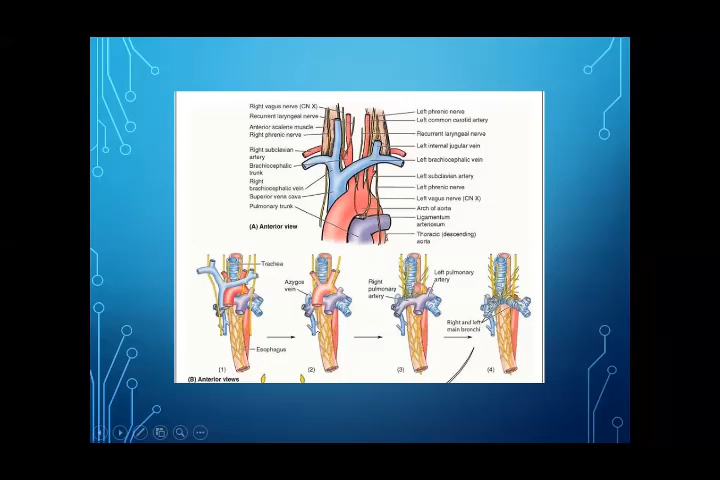 Right vagus nerve (CN X)
Recurrent laryngeal nerve
Anterior scalene muscle
Right phrenic nerve
Right subclavian
artery
Brachiocephalic
trunk
Right
brachiocephalic vein
Superior vena cava
Pulmonary trunk
(A) Anterior view
Left phrenic nerve
Left common carotid artery
Recurrent laryngeal nerve
Left internal jugular vein
Left brachiocephalic vein
Left subclavian artery
Left phrenic nerve
Left vagus nerve (CN X)
Arch of aorta
Ligamentum
arteriosum
Thoracic (descending)
aorta
Trachea
Esophagus
(1)
Azygos
vein
(2)
Right
pulmonary
artery
Left pulmonary
artery
(3)
Right and left
main bronchi
(4)
(B) Anterior views